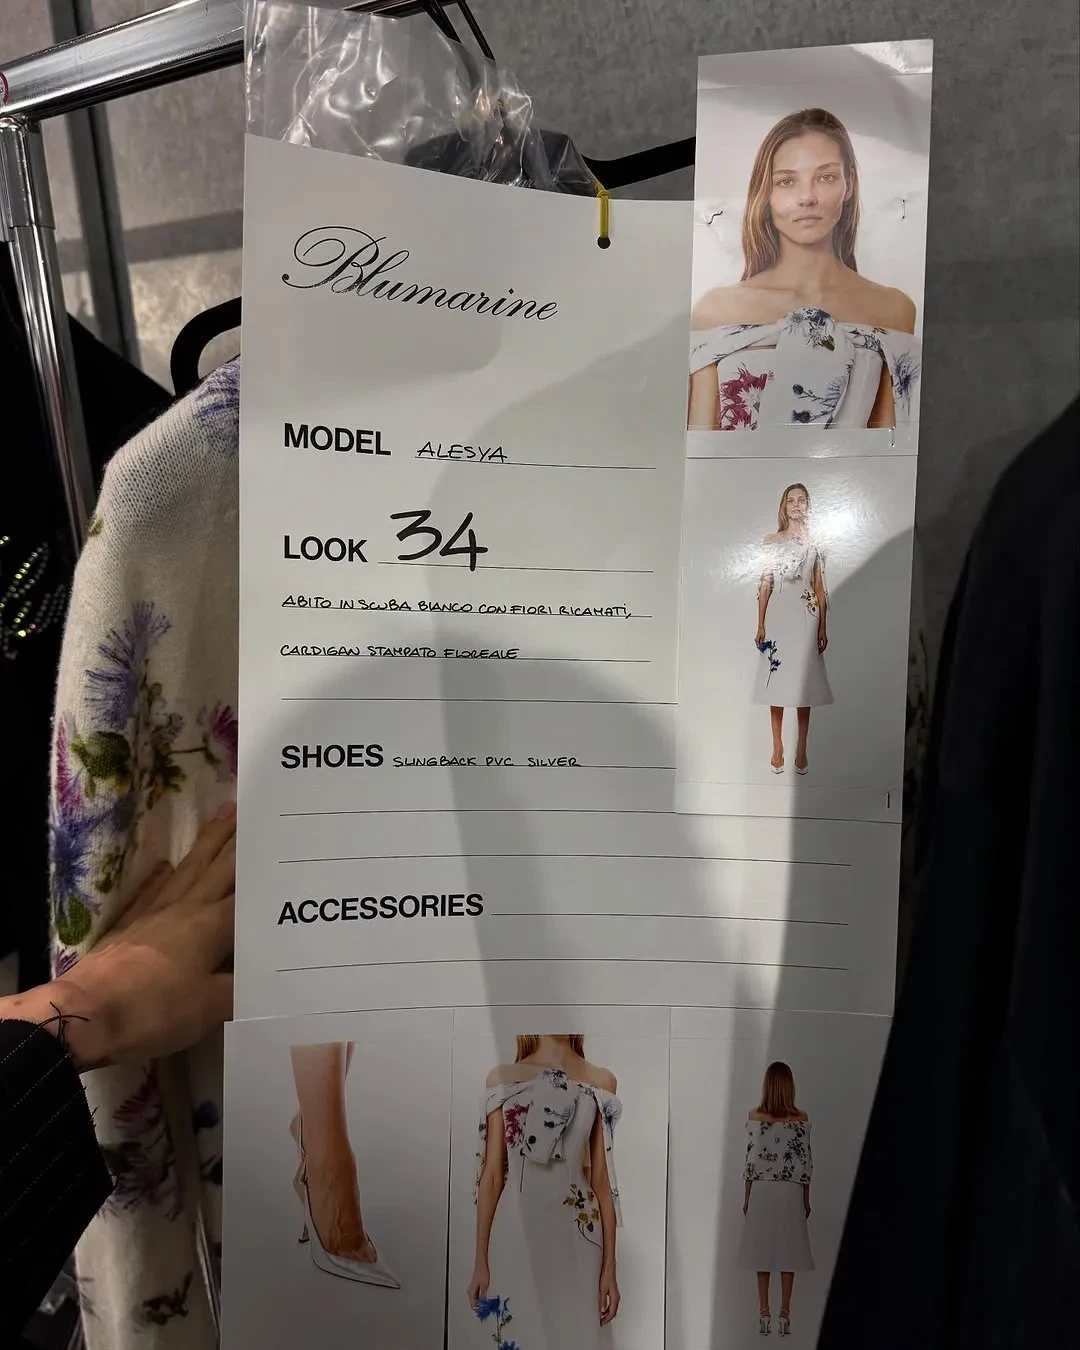 Blumarine
MODEL ALESYA
LOOK 34
ABITO IN SCUBA BIANCO CON FIORI RICAMATI,
CARDIGAN STAMPATO FLOREALE
SHOES SLINGBACK PVC SILVER
ACCESSORIES